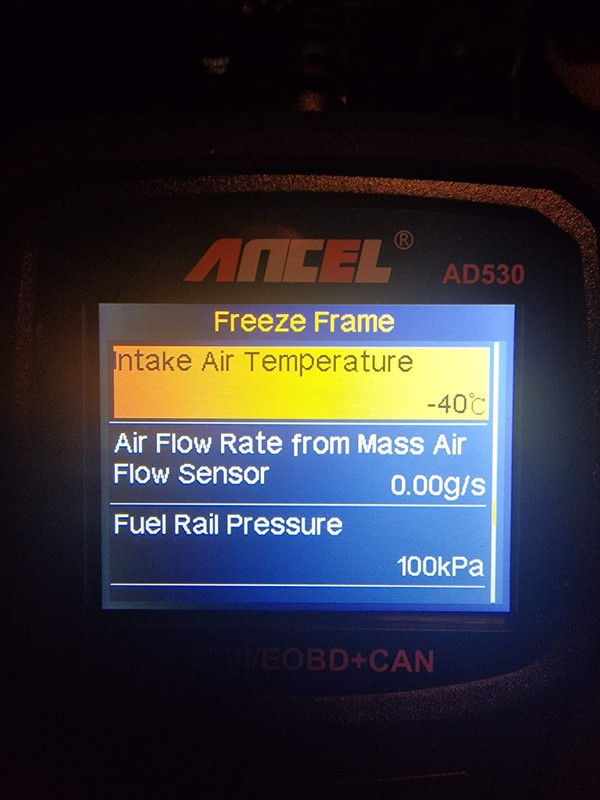 ANCEL®
AD530
Freeze Frame
Intake Air Temperature
-40℃
Air Flow Rate from Mass Air
Flow Sensor 0.00g/s
Fuel Rail Pressure
100kPa
/EOBD+CAN